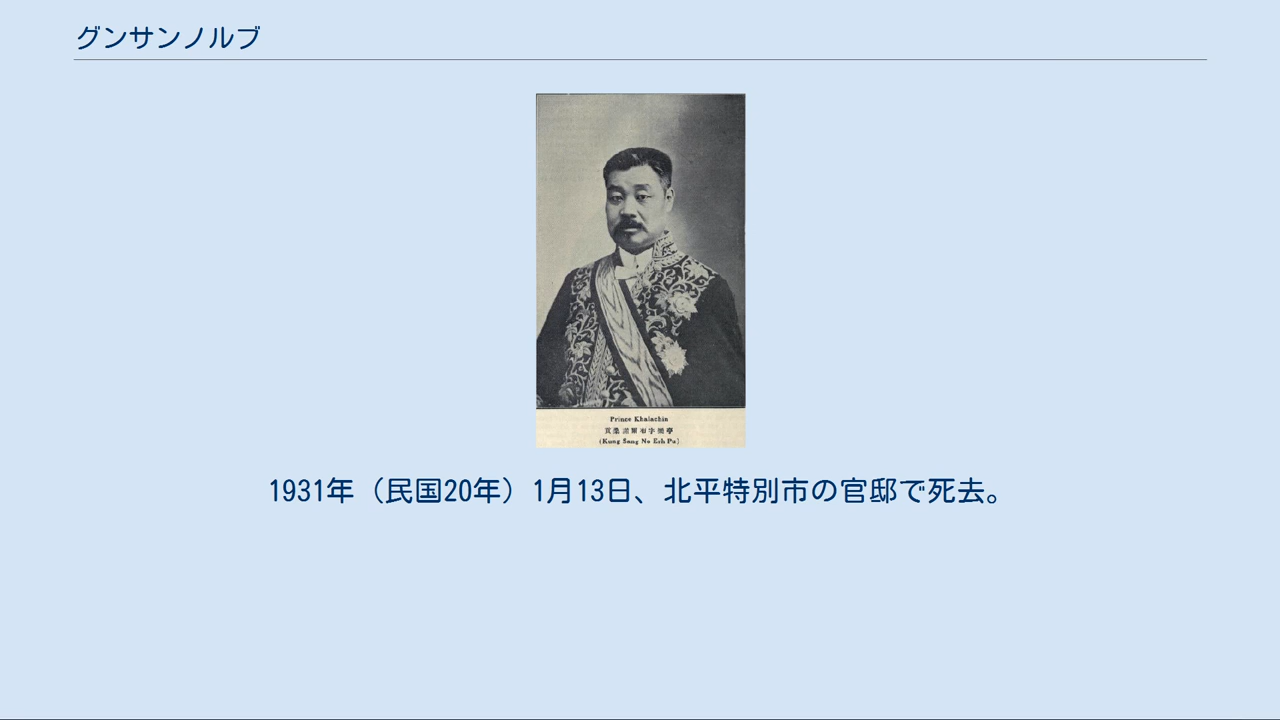 グンサンノルブ
Prince Khalachin
(Kung Sang No Erh Pu)
1931年（民国20年）1月13日、北平特別市の官邸で死去。